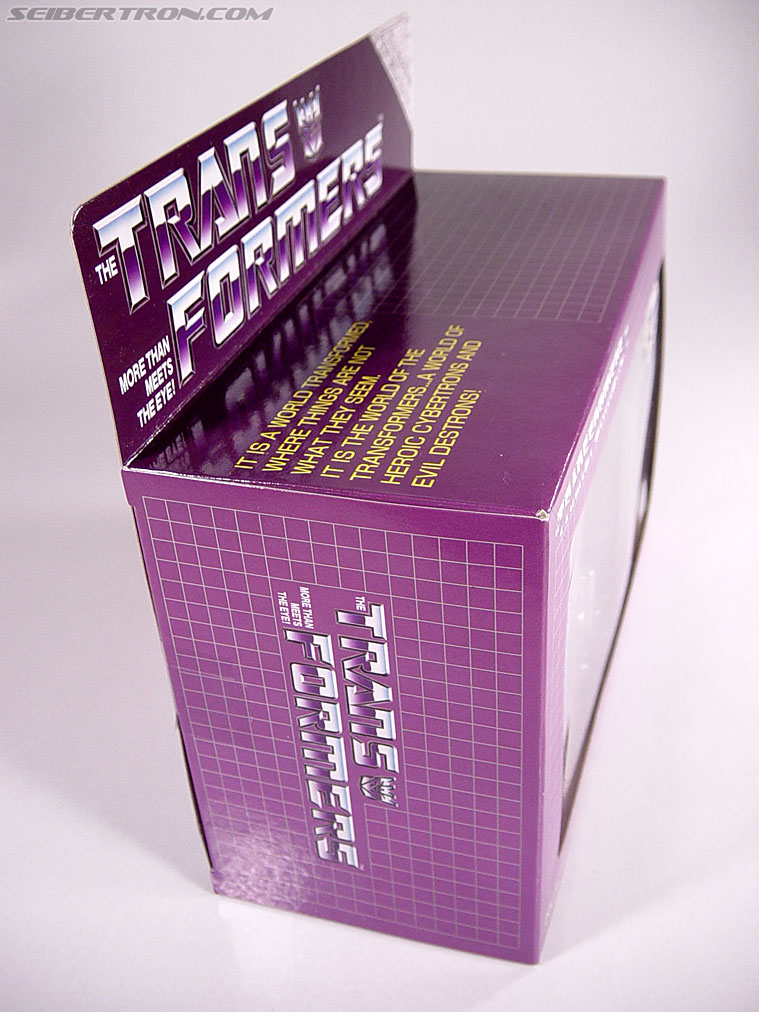 SEIBERTRON.COM
THE
TRANS
FORMERS
MORE THAN
MEETS
THE EYE!
IT IS A WORLD TRANSFORMED,
WHERE THINGS ARE NOT
WHAT THEY SEEM.
IT IS THE WORLD OF THE
TRANSFORMERS...A WORLD OF
HEROIC CYBERTRONS AND
EVIL DESTRONS!
THE
TRANS
FORMERS
MORE THAN
MEETS
THE EYE!